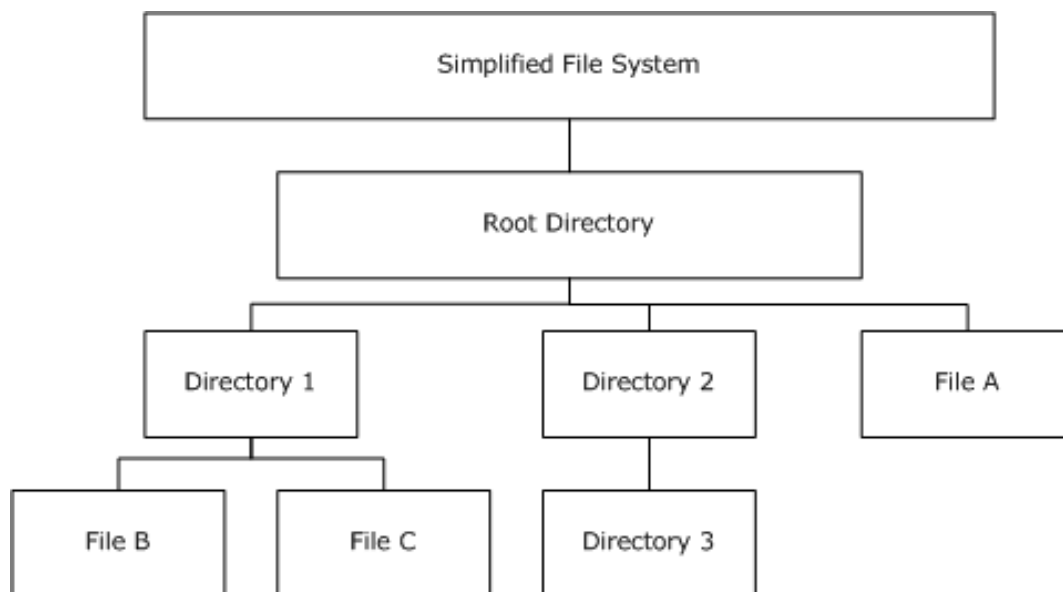 Simplified File System
Root Directory
Directory 1
Directory 2
File A
File B
File C
Directory 3